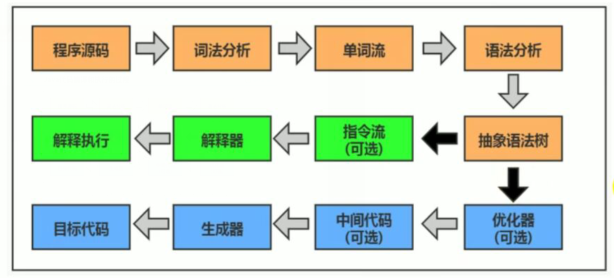 程序源码
词法分析
单词流
语法分析
解释执行
解释器
指令流
(可选)
抽象语法树
目标代码
生成器
中间代码
(可选)
优化器
(可选)